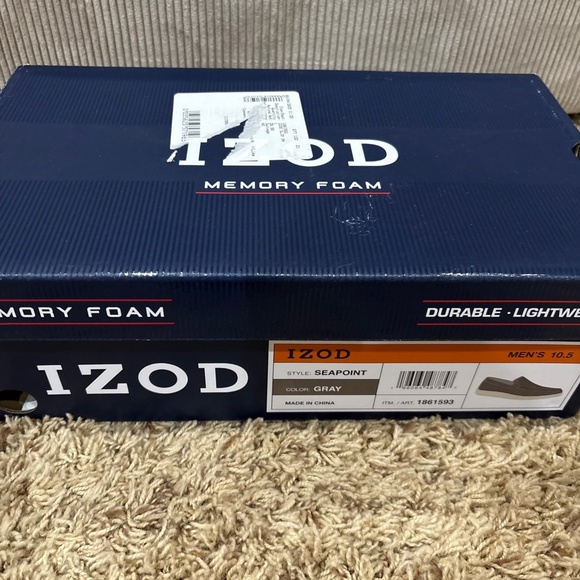 IZOD
MEMORY FOAM
MORY FOAM
DURABLE · LIGHTWE
IZOD
IZOD MEN'S 10.5
STYLE: SEAPOINT
COLOR: GRAY
MADE IN CHINA
ITM. / ART. 1861593